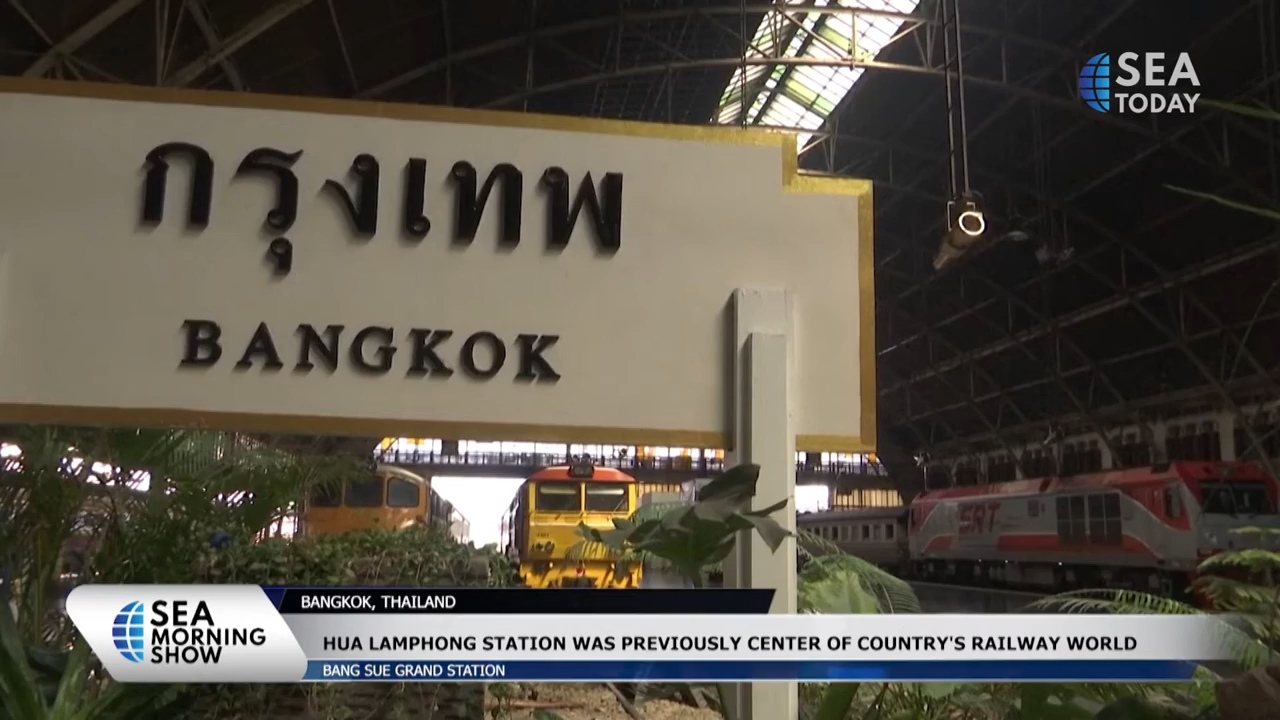 SEA
TODAY
กรุงเทพ
BANGKOK
SRT
SEA
MORNING
SHOW
BANGKOK, THAILAND
HUA LAMPHONG STATION WAS PREVIOUSLY CENTER OF COUNTRY'S RAILWAY WORLD
BANG SUE GRAND STATION